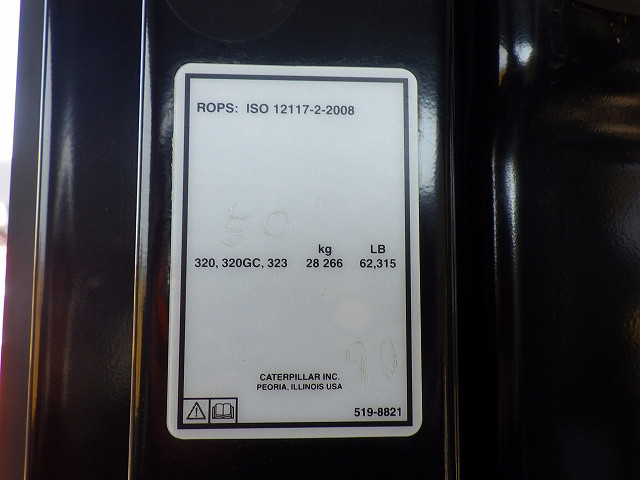 ROPS: ISO 12117-2-2008
50
kg LB
320, 320GC, 323 28 266 62,315
90
CATERPILLAR INC.
PEORIA, ILLINOIS USA
519-8821